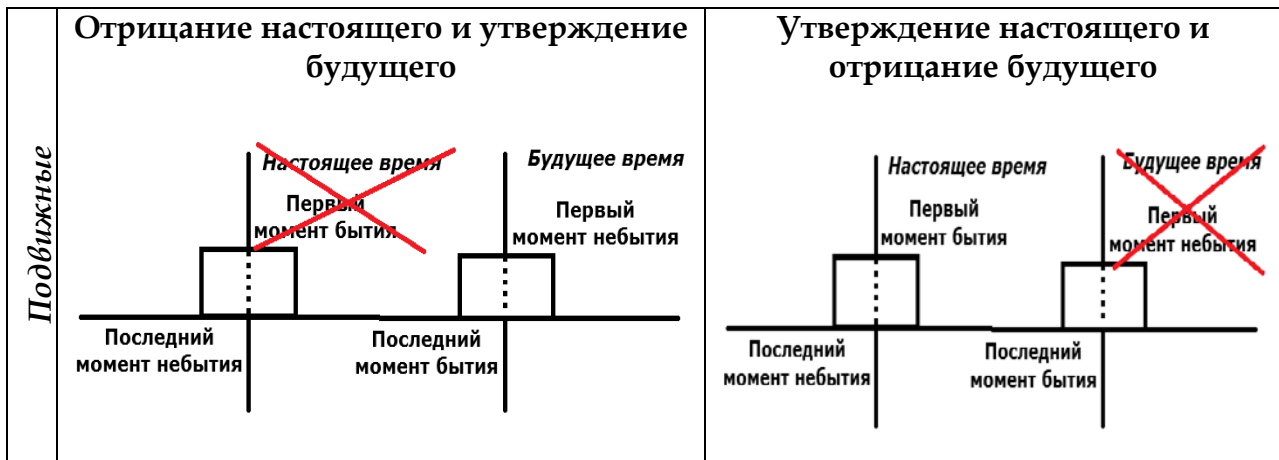 Отрицание настоящего и утверждение
будущего
Утверждение настоящего и
отрицание будущего
Подвижные
Настоящее время
Первый
момент бытия
Последний
момент небытия
Будущее время
Первый
момент небытия
Последний
момент бытия
Настоящее время
Первый
момент бытия
Последний
момент небытия
Будущее время
Первый
момент небытия
Последний
момент бытия